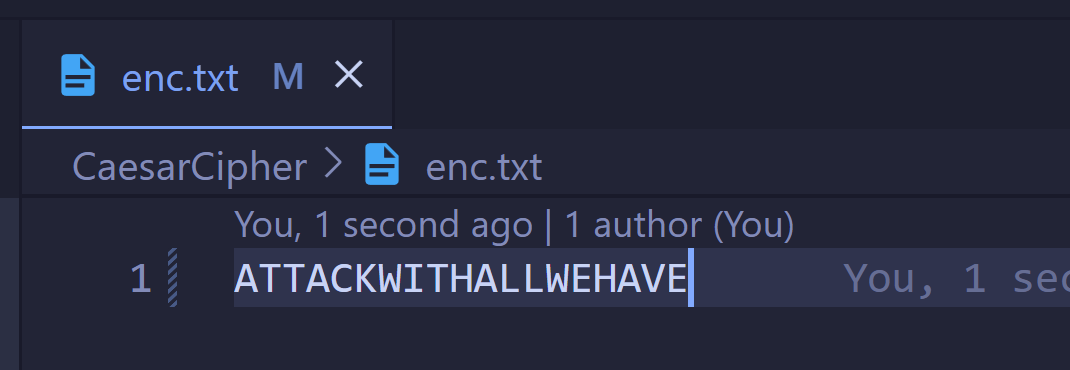 enc.txt M
CaesarCipher > enc.txt
You, 1 second ago | 1 author (You)
1 ATTACKWITHALLWEHAVE You, 1 sec